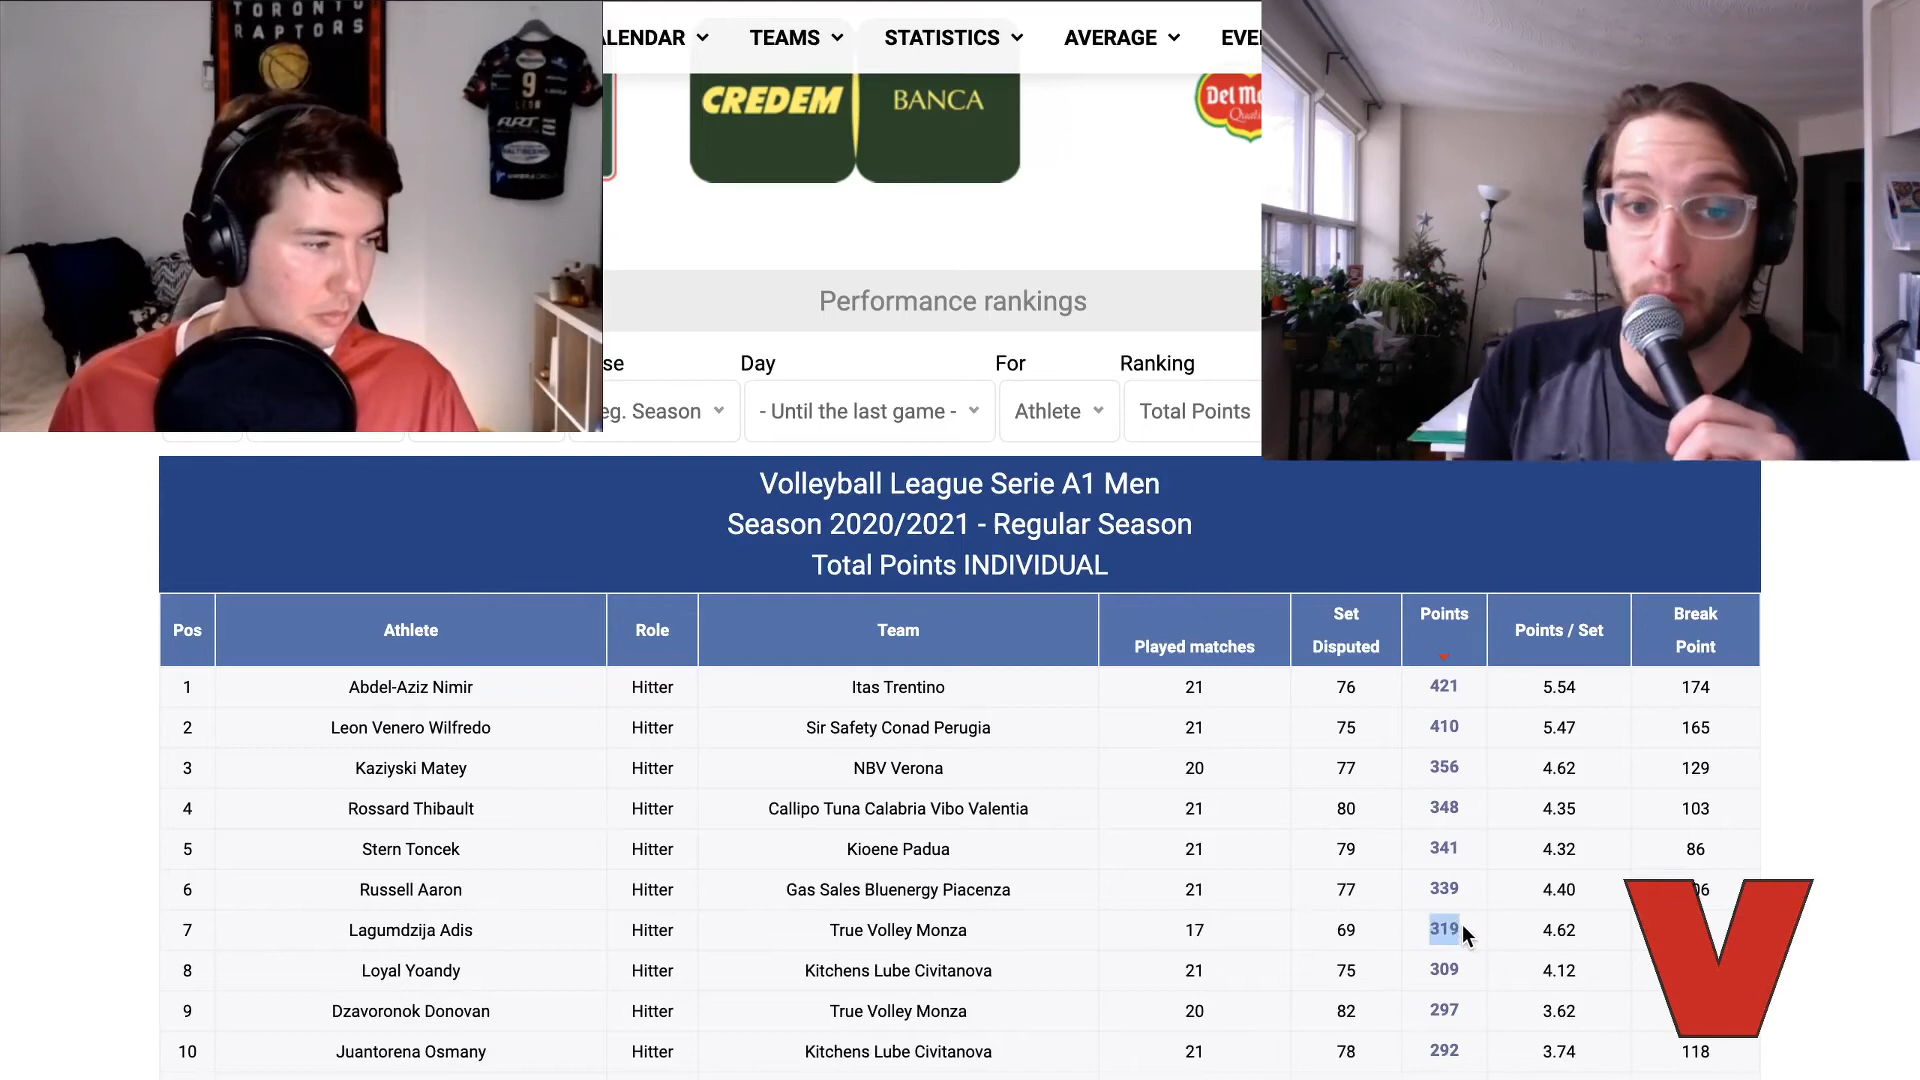 TORONTO
RAPTORS
9
LEON
ART
LENDAR TEAMS STATISTICS AVERAGE EVE
CREDEM BANCA
Del Mo
Quali
Performance rankings
se Day For Ranking
eg. Season - Until the last game - Athlete Total Points
Volleyball League Serie A1 Men
Season 2020/2021 - Regular Season
Total Points INDIVIDUAL
Pos Athlete Role Team Played matches Set Disputed Points Points / Set Break Point
1 Abdel-Aziz Nimir Hitter Itas Trentino 21 76 421 5.54 174
2 Leon Venero Wilfredo Hitter Sir Safety Conad Perugia 21 75 410 5.47 165
3 Kaziyski Matey Hitter NBV Verona 20 77 356 4.62 129
4 Rossard Thibault Hitter Callipo Tuna Calabria Vibo Valentia 21 80 348 4.35 103
5 Stern Toncek Hitter Kioene Padua 21 79 341 4.32 86
6 Russell Aaron Hitter Gas Sales Bluenergy Piacenza 21 77 339 4.40 06
7 Lagumdzija Adis Hitter True Volley Monza 17 69 319 4.62
8 Loyal Yoandy Hitter Kitchens Lube Civitanova 21 75 309 4.12
9 Dzavoronok Donovan Hitter True Volley Monza 20 82 297 3.62
10 Juantorena Osmany Hitter Kitchens Lube Civitanova 21 78 292 3.74 118
V